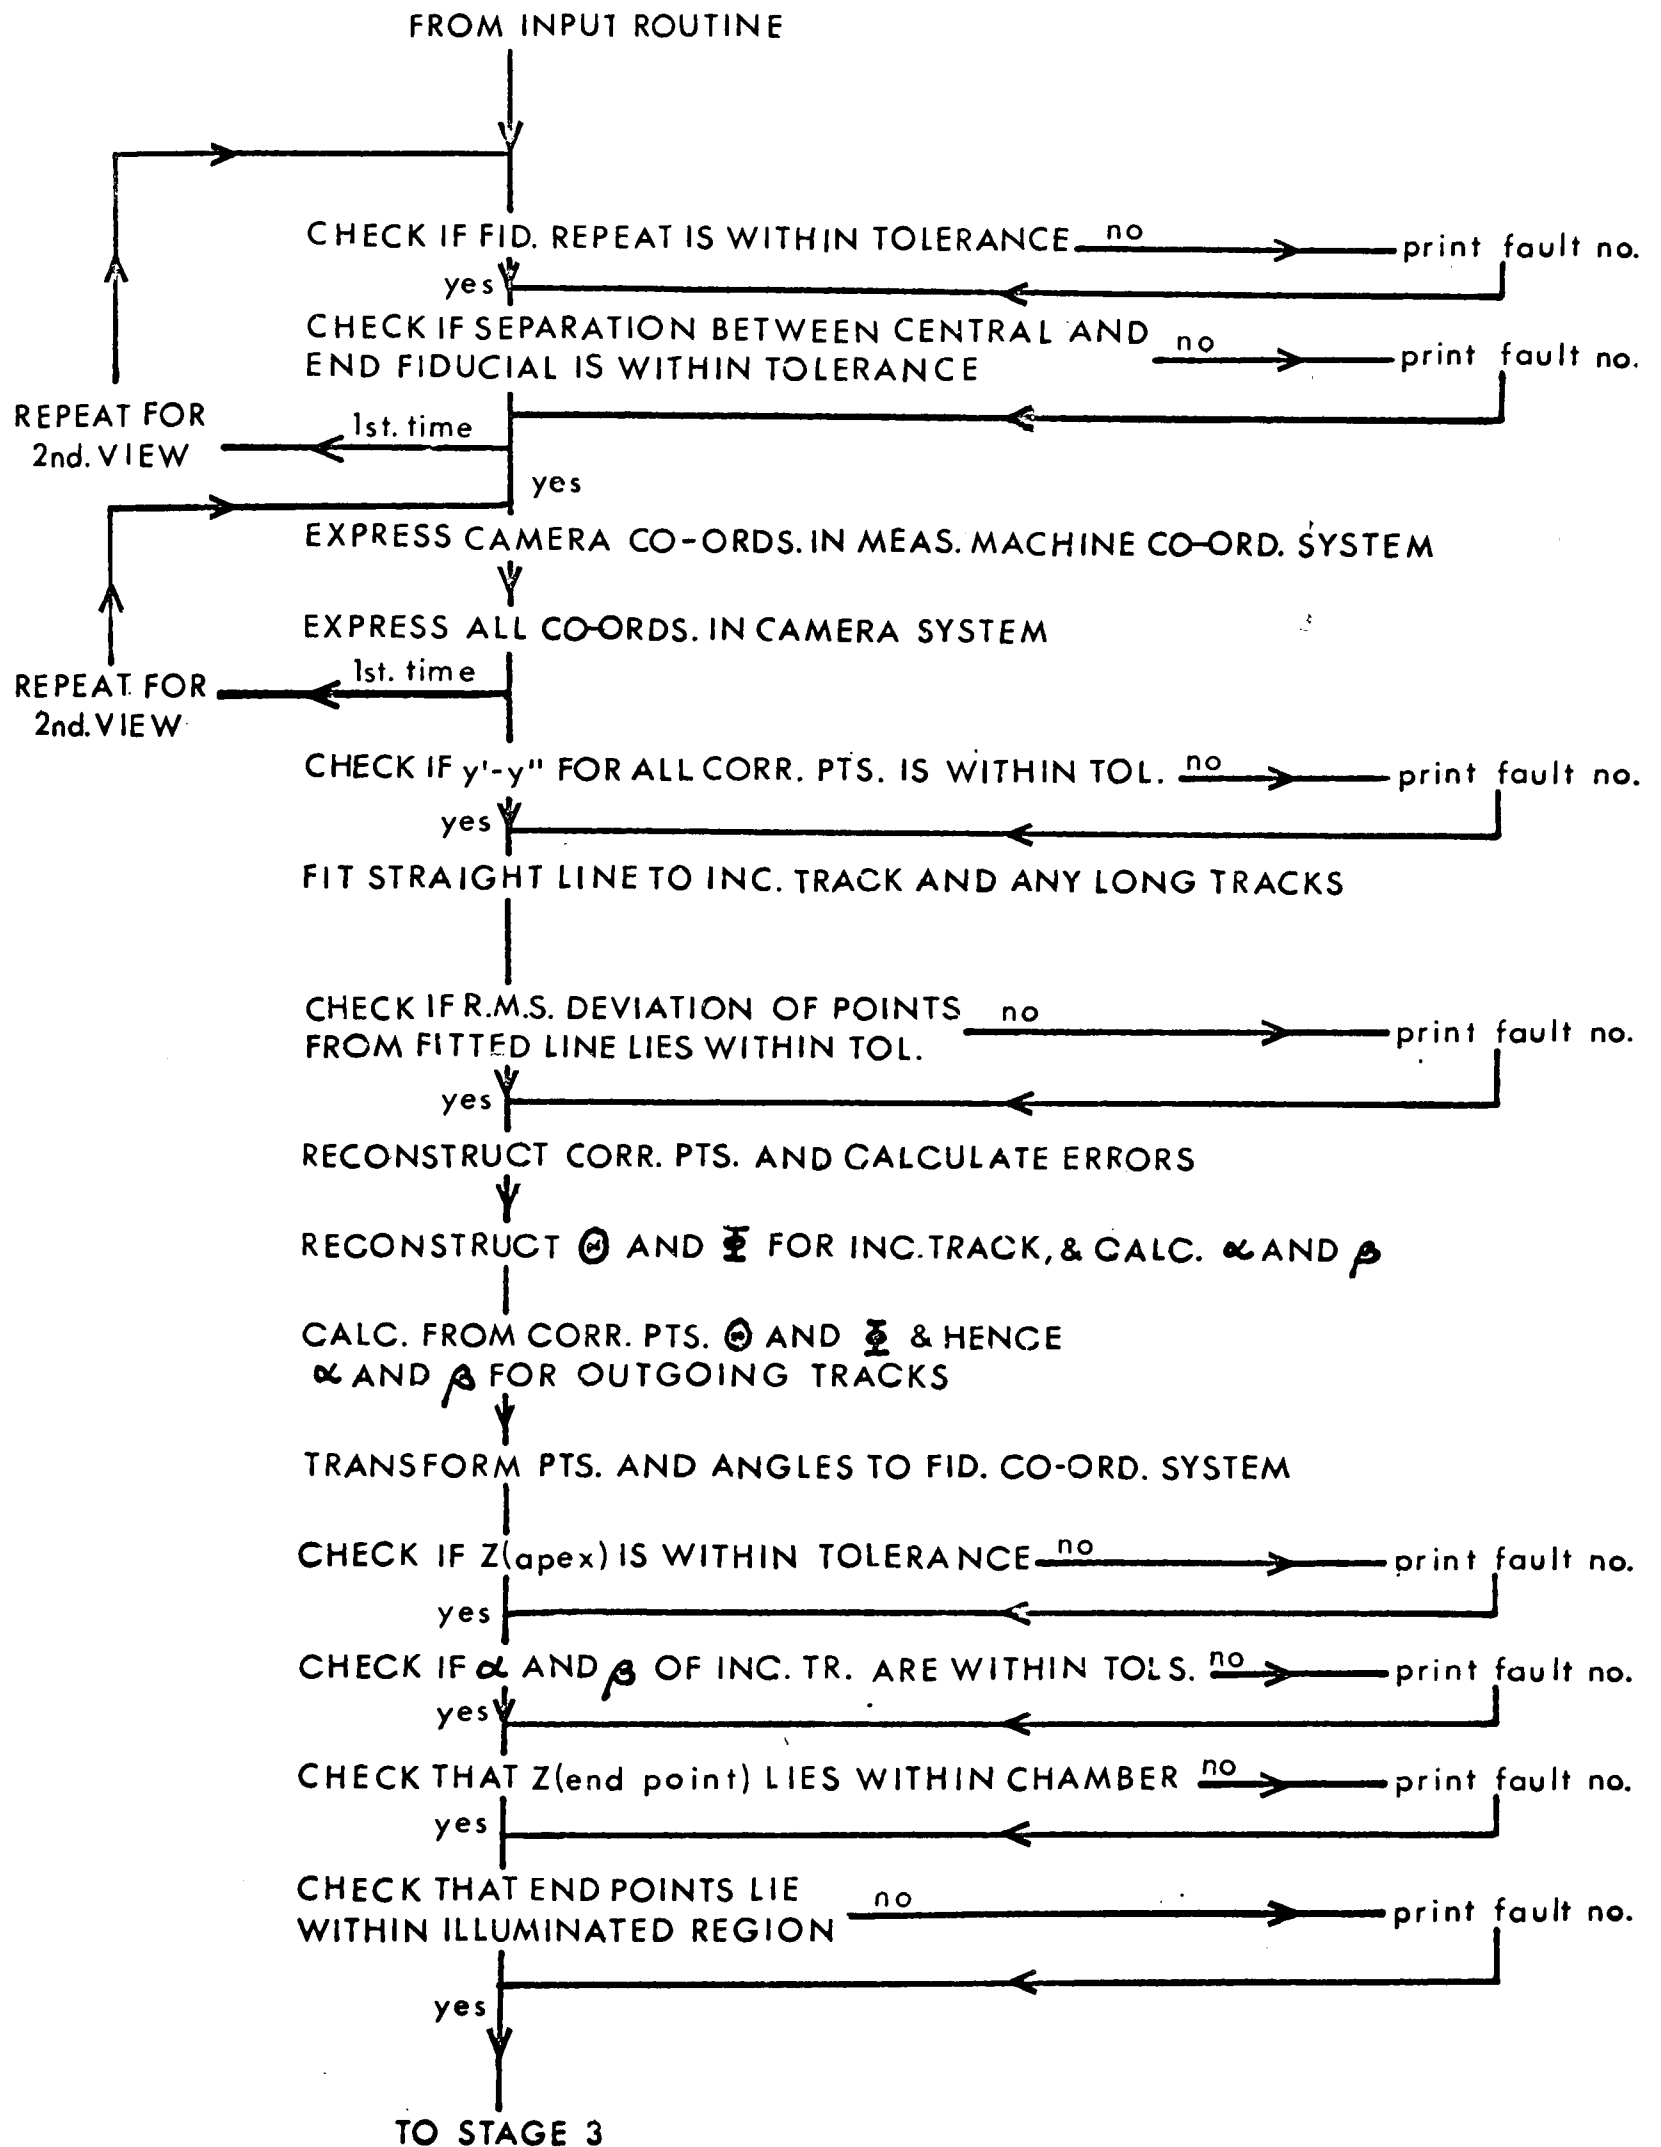 FROM INPUT ROUTINE
CHECK IF FID. REPEAT IS WITHIN TOLERANCE no print fault no.
yes
CHECK IF SEPARATION BETWEEN CENTRAL AND
END FIDUCIAL IS WITHIN TOLERANCE no print fault no.
REPEAT FOR
2nd. VIEW
1st. time
yes
EXPRESS CAMERA CO-ORDS. IN MEAS. MACHINE CO-ORD. SYSTEM
EXPRESS ALL CO-ORDS. IN CAMERA SYSTEM
1st. time
REPEAT FOR
2nd. VIEW
CHECK IF y'-y" FOR ALL CORR. PTS. IS WITHIN TOL. no print fault no.
yes
FIT STRAIGHT LINE TO INC. TRACK AND ANY LONG TRACKS
CHECK IF R.M.S. DEVIATION OF POINTS
FROM FITTED LINE LIES WITHIN TOL. no print fault no.
yes
RECONSTRUCT CORR. PTS. AND CALCULATE ERRORS
RECONSTRUCT Θ AND Φ FOR INC. TRACK, & CALC. α AND β
CALC. FROM CORR. PTS. Θ AND Φ & HENCE
α AND β FOR OUTGOING TRACKS
TRANSFORM PTS. AND ANGLES TO FID. CO-ORD. SYSTEM
CHECK IF Z(apex) IS WITHIN TOLERANCE no print fault no.
yes
CHECK IF α AND β OF INC. TR. ARE WITHIN TOLS. no print fault no.
yes
CHECK THAT Z(end point) LIES WITHIN CHAMBER no print fault no.
yes
CHECK THAT END POINTS LIE
WITHIN ILLUMINATED REGION no print fault no.
yes
TO STAGE 3